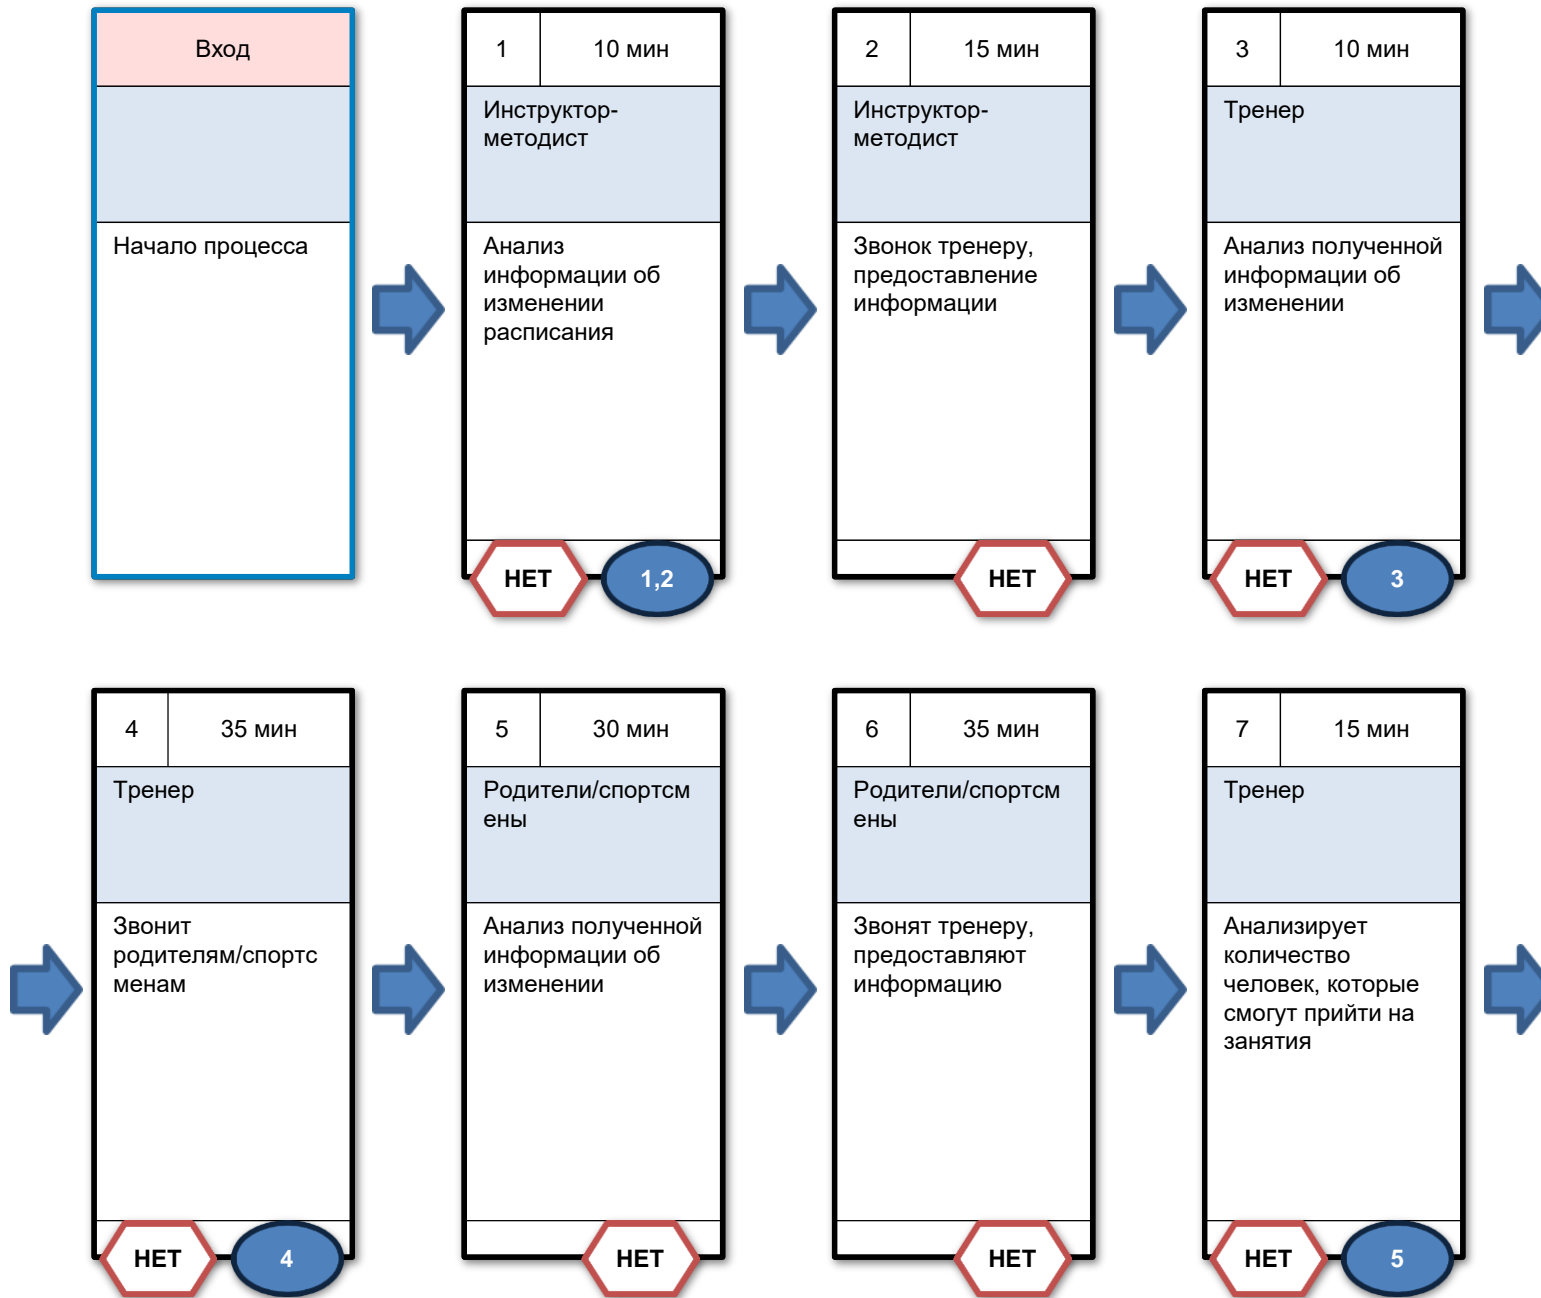 Вход
Начало процесса
1
10 мин
Инструктор-
методист
Анализ
информации об
изменении
расписания
НЕТ
1,2
2
15 мин
Инструктор-
методист
Звонок тренеру,
предоставление
информации
НЕТ
3
10 мин
Тренер
Анализ полученной
информации об
изменении
НЕТ
3
4
35 мин
Тренер
Звонит
родителям/спортс
менам
НЕТ
4
5
30 мин
Родители/спортсм
ены
Анализ полученной
информации об
изменении
НЕТ
6
35 мин
Родители/спортсм
ены
Звонят тренеру,
предоставляют
информацию
НЕТ
7
15 мин
Тренер
Анализирует
количество
человек, которые
смогут прийти на
занятия
НЕТ
5